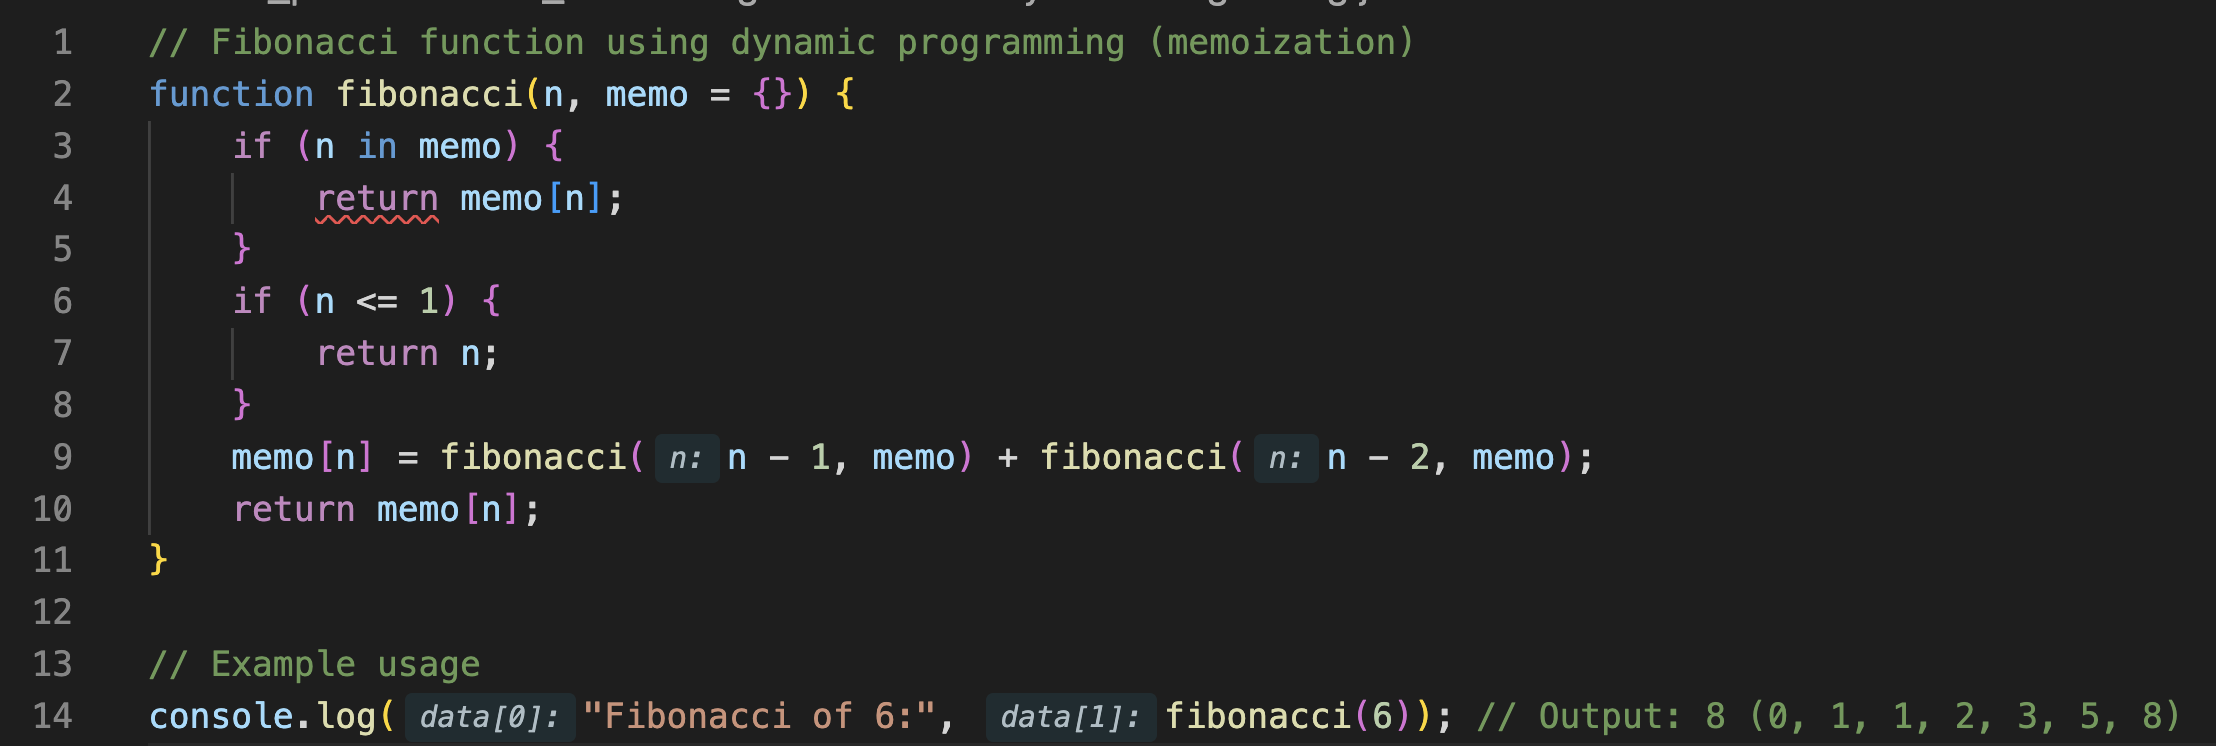 1 // Fibonacci function using dynamic programming (memoization)
2 function fibonacci(n, memo = {}) {
3 if (n in memo) {
4 return memo[n];
5 }
6 if (n <= 1) {
7 return n;
8 }
9 memo[n] = fibonacci( n: n - 1, memo) + fibonacci( n: n - 2, memo);
10 return memo[n];
11 }
12
13 // Example usage
14 console.log( data[0]: "Fibonacci of 6:", data[1]: fibonacci(6)); // Output: 8 (0, 1, 1, 2, 3, 5, 8)